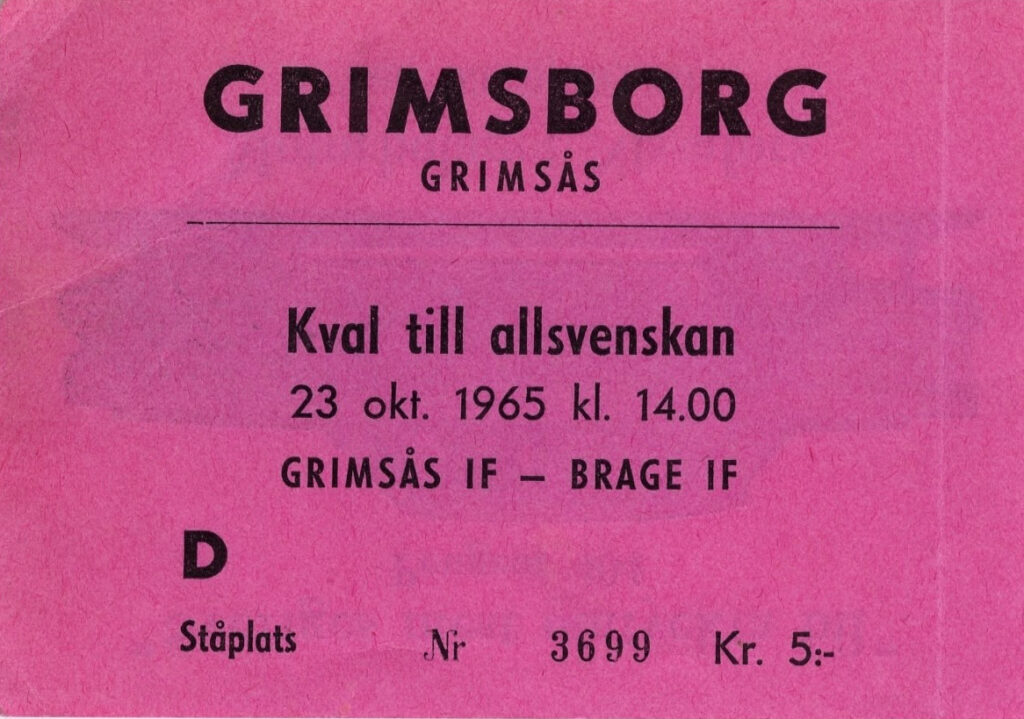 GRIMSBORG
GRIMSÅS
Kval till allsvenskan
23 okt. 1965 kl. 14.00
GRIMSÅS IF – BRAGE IF
D
Ståplats Nr 3699 Kr. 5:-